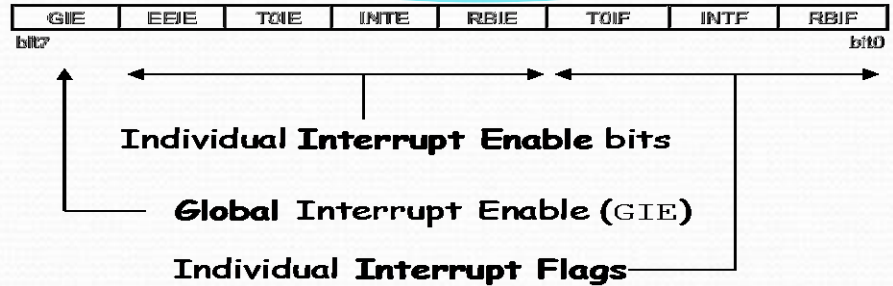 GIE EEIE T0IE INTE RBIE T0IF INTF RBIF
bit7 bit0
Individual Interrupt Enable bits
Global Interrupt Enable (GIE)
Individual Interrupt Flags